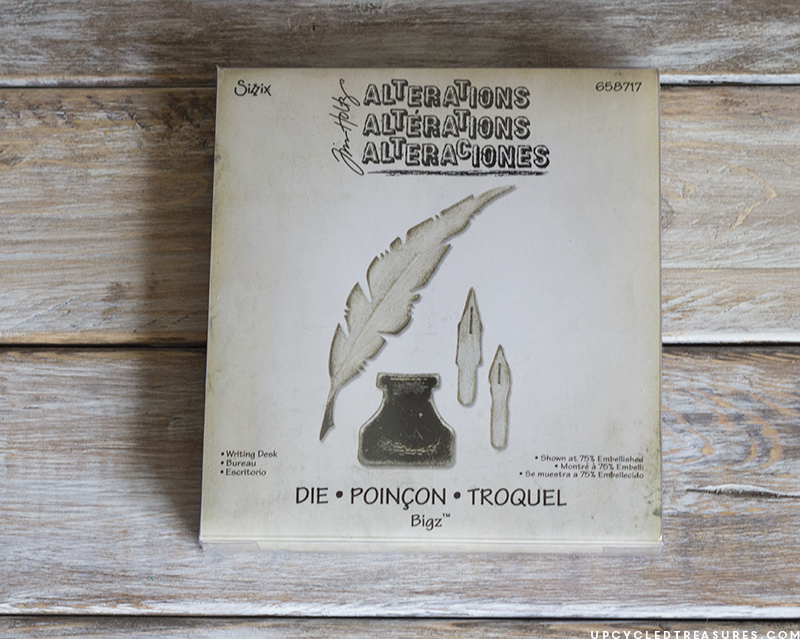 Sizzix
658717
Tim Holtz
ALTERATIONS
ALTÉRATIONS
ALTERACIONES
• Writing Desk
• Bureau
• Escritorio
• Shown at 75% Embellished
• Montré à 75% Embelli
• Se muestra a 75% Embellecido
DIE • POINÇON • TROQUEL
Bigz™
UPCYCLEDTREASURES.COM